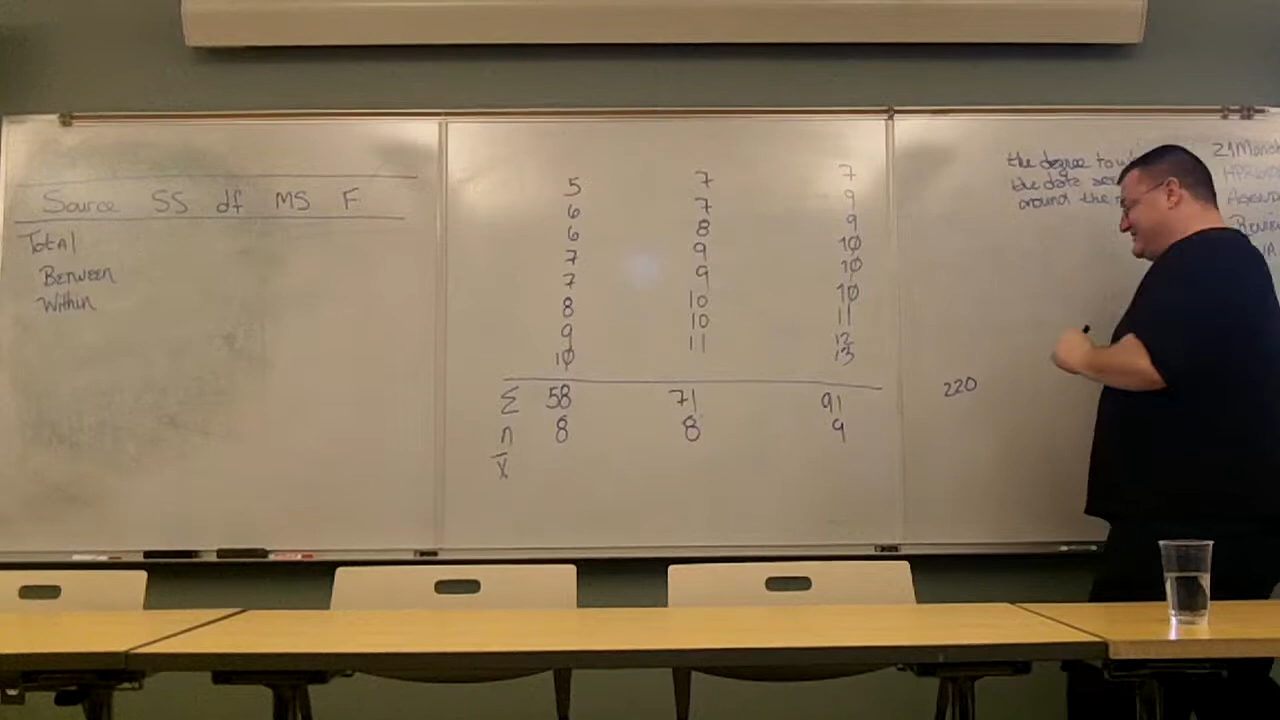 Source SS df MS F
Total
Between
Within
5 7 7
6 7 9
6 8 9
7 9 10
7 9 10
8 10 10
9 10 11
10 11 12
13
Σ 58 71 91 220
n 8 8 9
X̅
the degree to
the data
around the
21 March